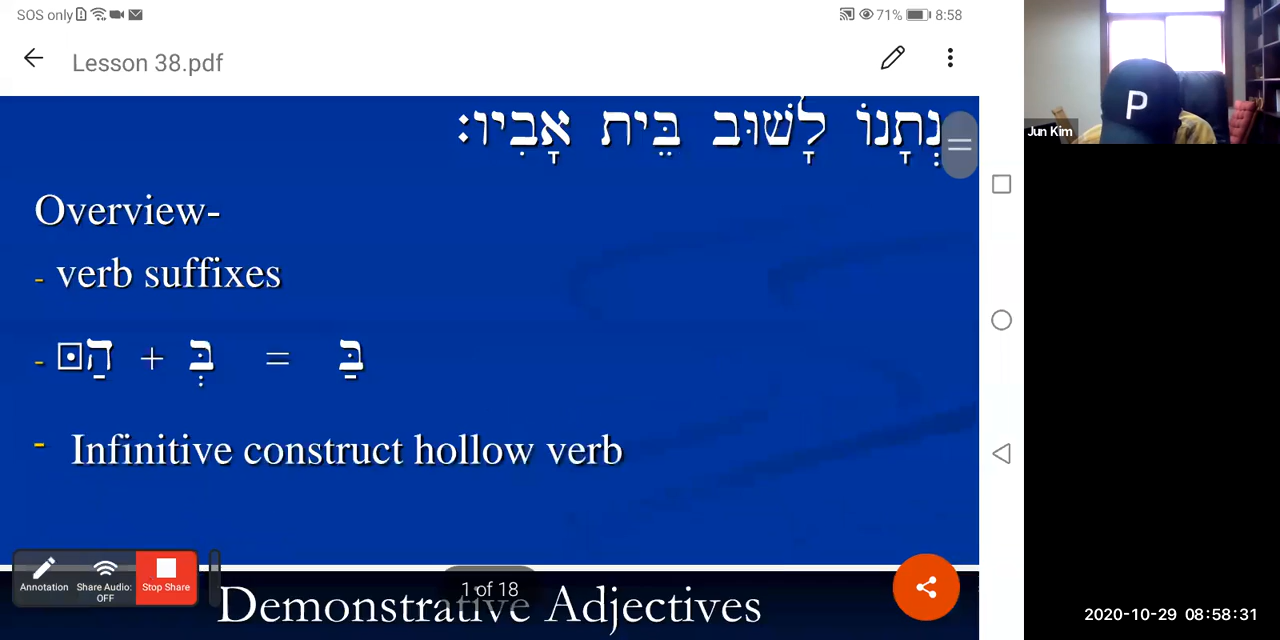 SOS only 71% 8:58
Lesson 38.pdf
נְתָנוֹ לָשׁוּב בֵּית אָבִיו׃
Overview-
- verb suffixes
- הַ⊡ + בְּ = בַּ
- Infinitive construct hollow verb
Annotation
Share Audio: OFF
Stop Share
1 of 18
Demonstrative Adjectives
P
Jun Kim
2020-10-29 08:58:31